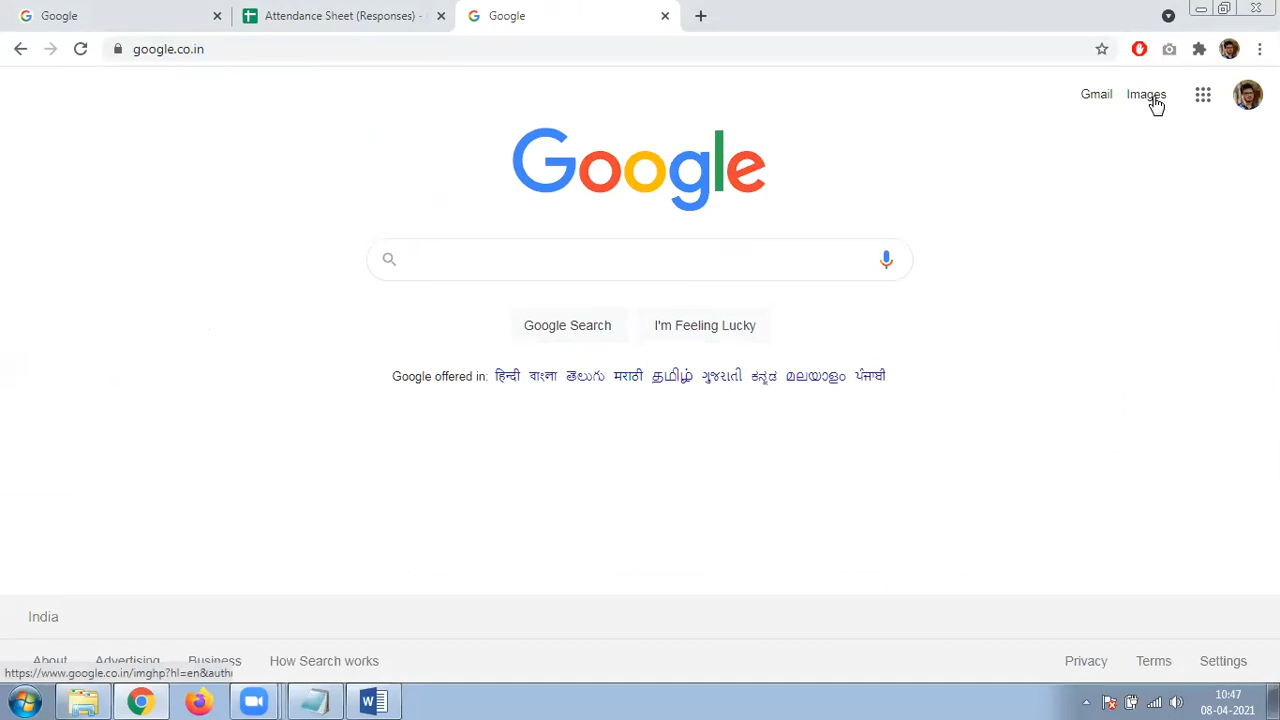 Google
Attendance Sheet (Responses) -
Google
google.co.in
Gmail Images
Google
Google Search I'm Feeling Lucky
Google offered in: हिन्दी বাংলা తెలుగు मराठी தமிழ் ગુજરાતી ಕನ್ನಡ മലയാളം ਪੰਜਾਬੀ
India
About Advertising Business How Search works
Privacy Terms Settings
https://www.google.co.in/imghp?hl=en&auth
10:47
08-04-2021